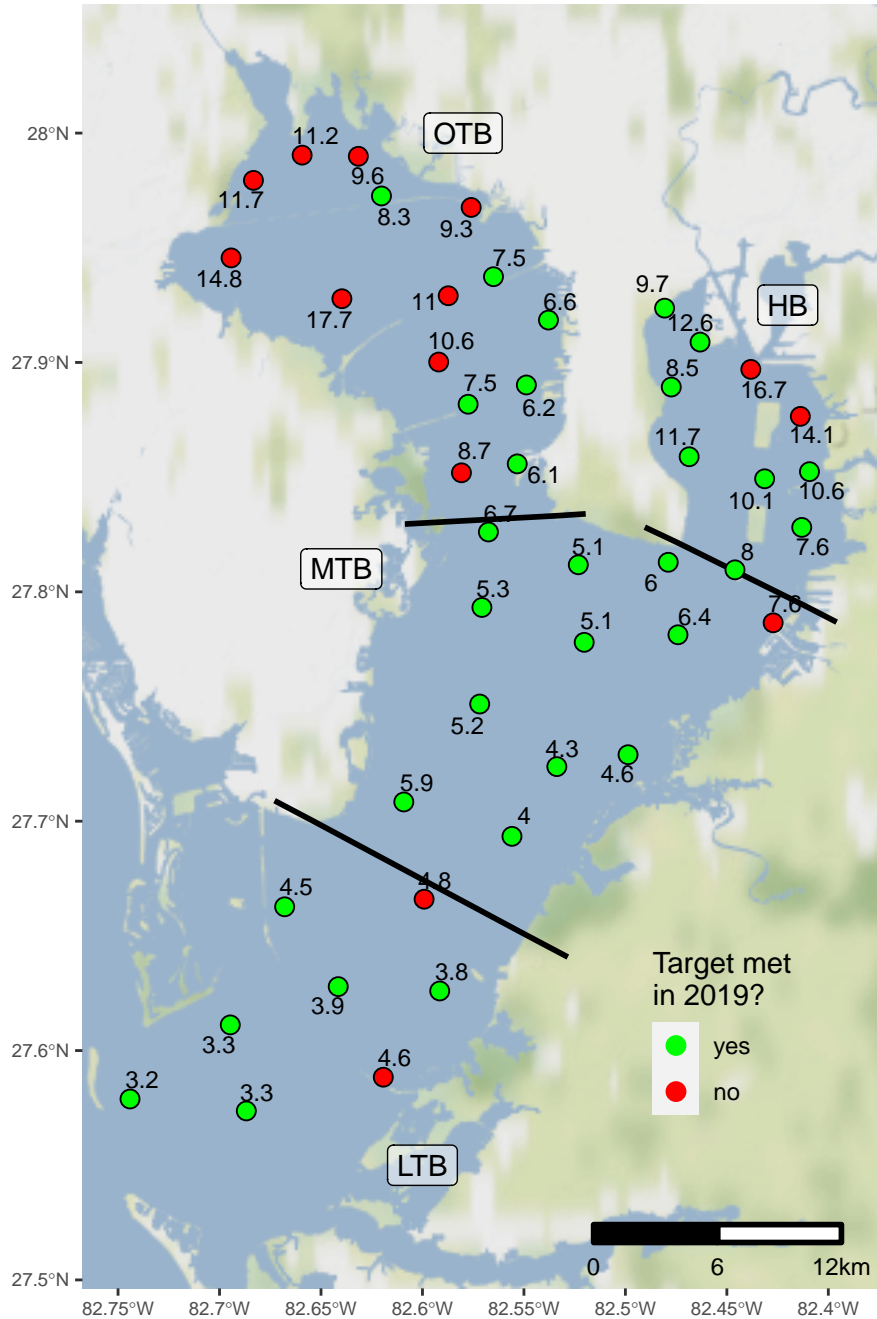 28°N
27.9°N
27.8°N
27.7°N
27.6°N
27.5°N
OTB
11.2
9.6
11.7
8.3
9.3
14.8
7.5
17.7
11
6.6
10.6
7.5
6.2
8.7
6.1
HB
9.7
12.6
8.5
16.7
14.1
11.7
10.1
10.6
7.6
8
7.6
MTB
6.7
5.1
6
5.3
5.1
6.4
5.2
4.3
4.6
5.9
4
4.8
4.5
3.8
3.9
3.3
4.6
3.2
3.3
LTB
Target met
in 2019?
yes
no
0 6 12km
82.75°W 82.7°W 82.65°W 82.6°W 82.55°W 82.5°W 82.45°W 82.4°W